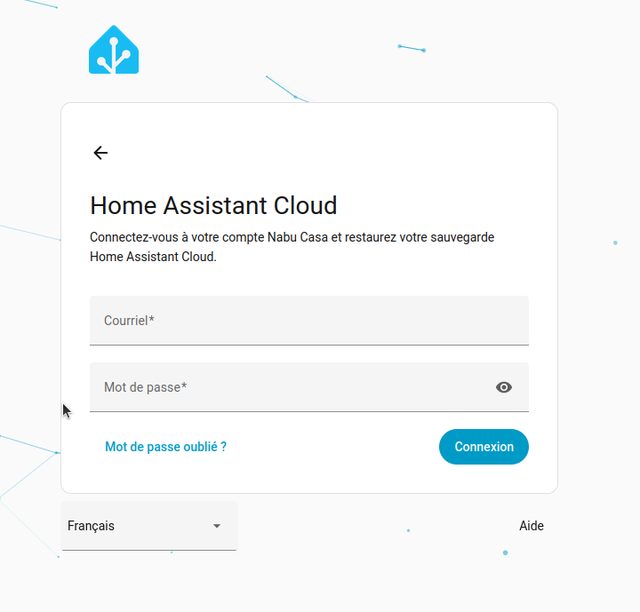 Home Assistant Cloud
Connectez-vous à votre compte Nabu Casa et restaurez votre sauvegarde
Home Assistant Cloud.
Courriel*
Mot de passe*
Mot de passe oublié ?
Connexion
Français
Aide